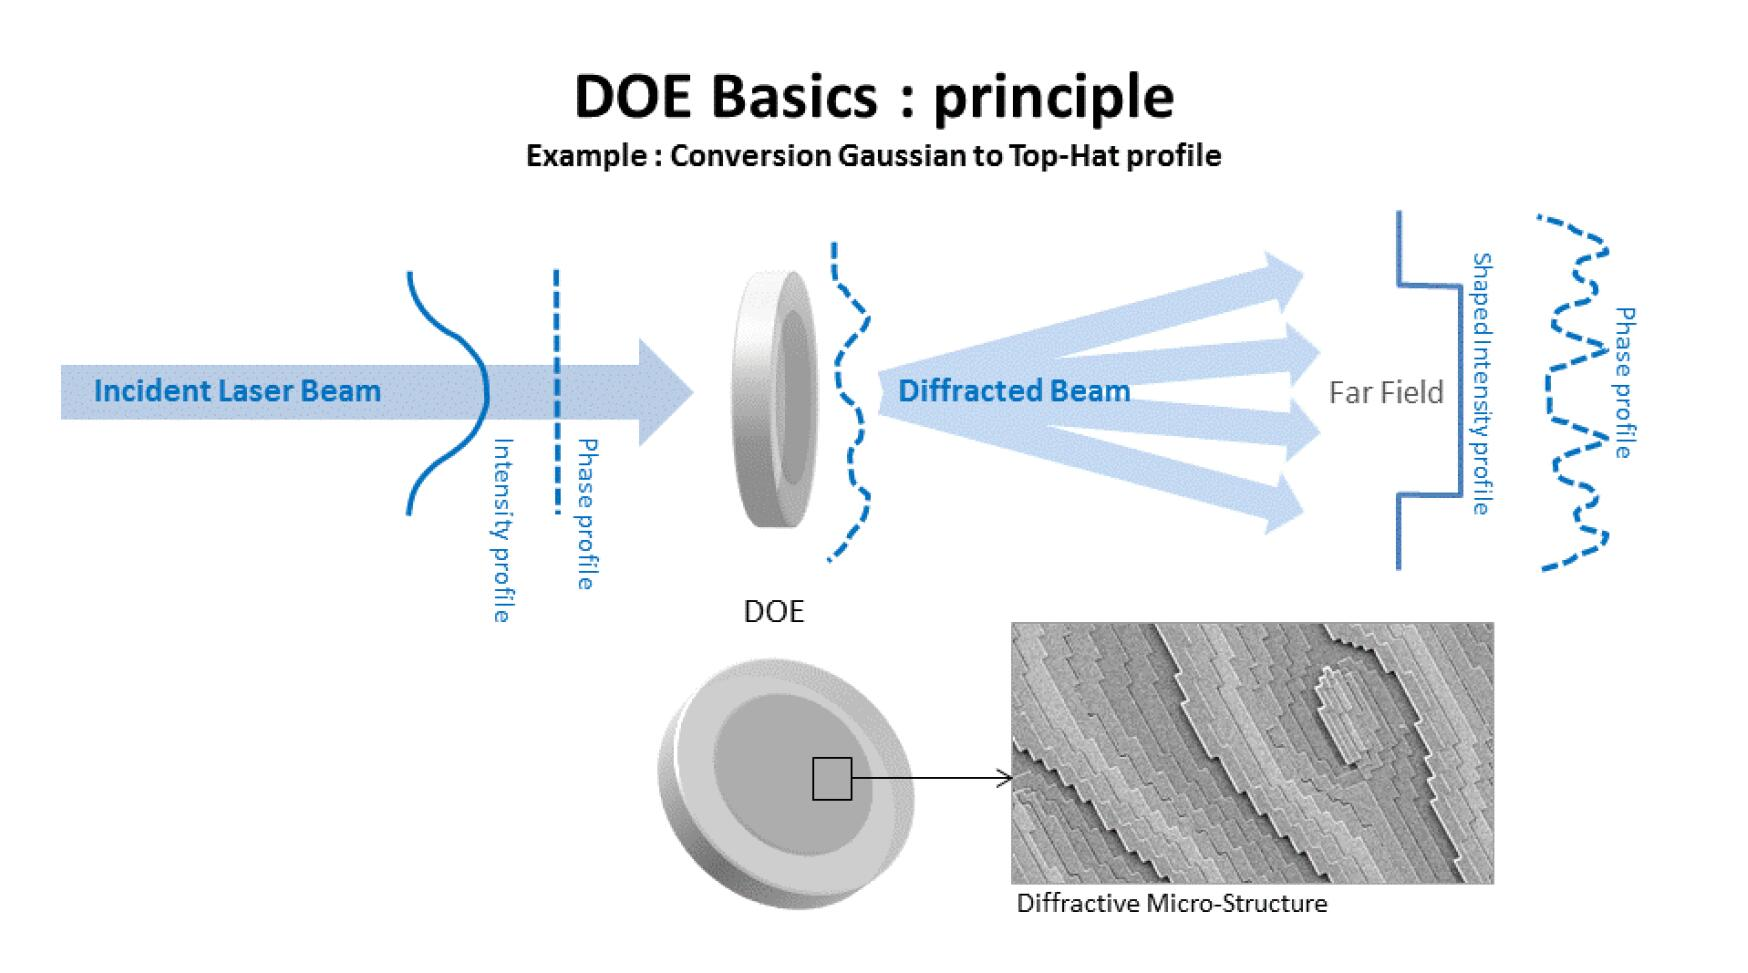 DOE Basics : principle
Example : Conversion Gaussian to Top-Hat profile
Incident Laser Beam
Intensity profile
Phase profile
Diffracted Beam
Far Field
Shaped Intensity profile
Phase profile
DOE
Diffractive Micro-Structure